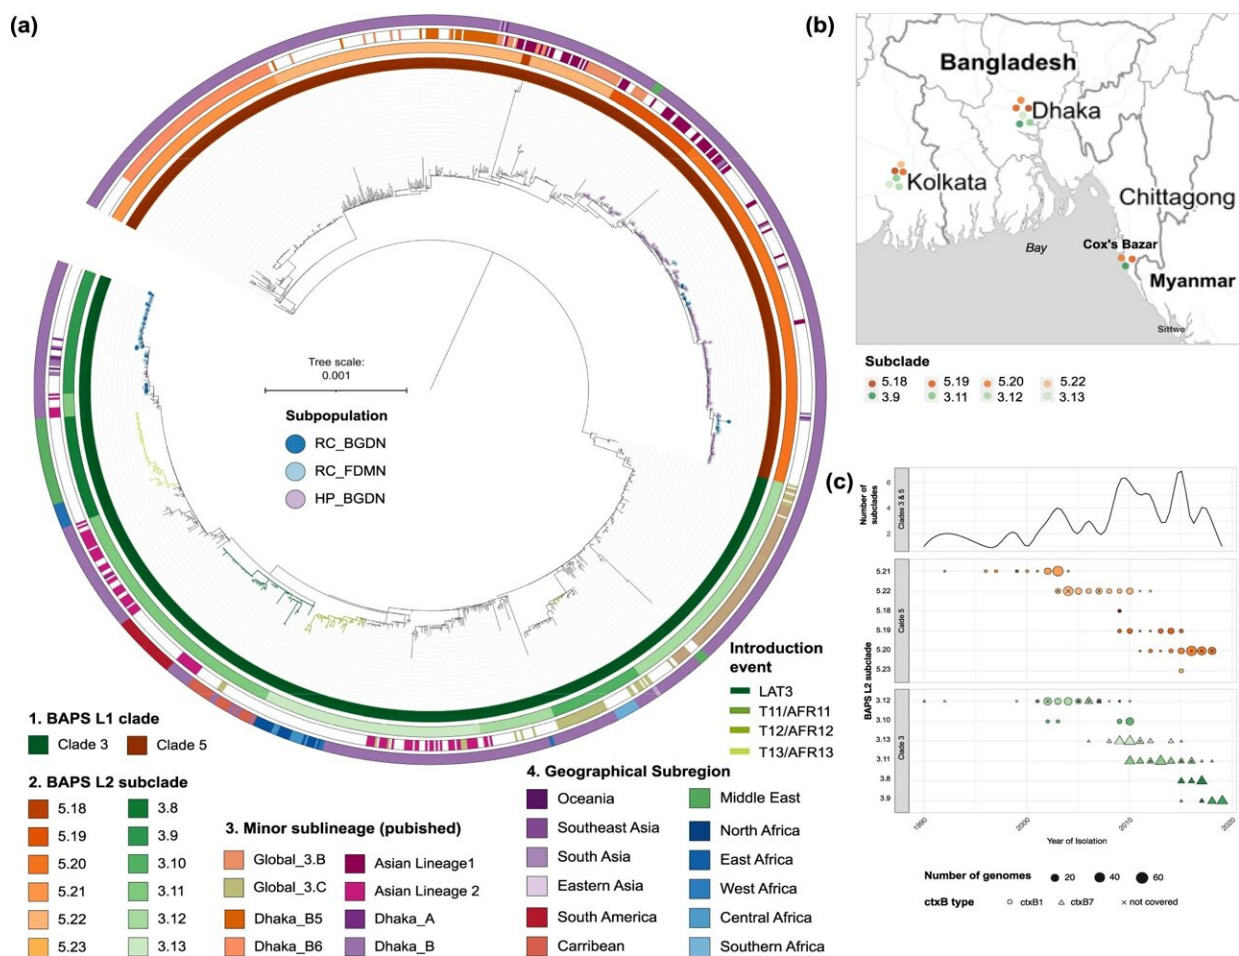 (a)
Tree scale:
0.001
Subpopulation
RC_BGDN
RC_FDMN
HP_BGDN
Introduction
event
LAT3
T11/AFR11
T12/AFR12
T13/AFR13
1. BAPS L1 clade
Clade 3
Clade 5
2. BAPS L2 subclade
5.18
3.8
5.19
3.9
5.20
3.10
5.21
3.11
5.22
3.12
5.23
3.13
3. Minor sublineage (pubished)
Global_3.B
Asian Lineage1
Global_3.C
Asian Lineage 2
Dhaka_B5
Dhaka_A
Dhaka_B6
Dhaka_B
4. Geographical Subregion
Oceania
Middle East
Southeast Asia
North Africa
South Asia
East Africa
Eastern Asia
West Africa
South America
Central Africa
Carribean
Southern Africa
(b)
Bangladesh
Dhaka
Kolkata
Chittagong
Bay
Cox's Bazar
Myanmar
Sittwe
Subclade
5.18
5.19
5.20
5.22
3.9
3.11
3.12
3.13
(c)
Number of
subclades
Clades 3 & 5
6
4
2
BAPS L2 subclade
Calde 5
5.21
5.22
5.18
5.19
5.20
5.23
Clade 3
3.12
3.10
3.13
3.11
3.8
3.9
1990
2000
2010
2020
Year of Isolation
Number of genomes
20
40
60
ctxB type
ctxB1
ctxB7
not covered